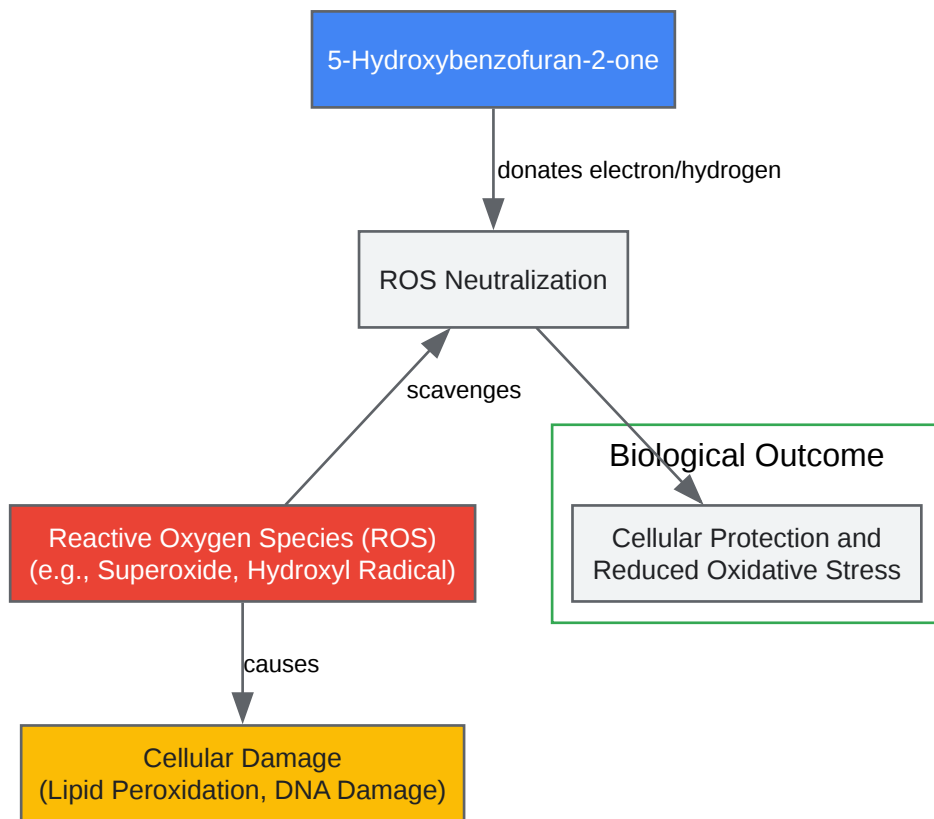 5-Hydroxybenzofuran-2-one
donates electron/hydrogen
ROS Neutralization
scavenges
Biological Outcome
Reactive Oxygen Species (ROS)
(e.g., Superoxide, Hydroxyl Radical)
Cellular Protection and
Reduced Oxidative Stress
causes
Cellular Damage
(Lipid Peroxidation, DNA Damage)